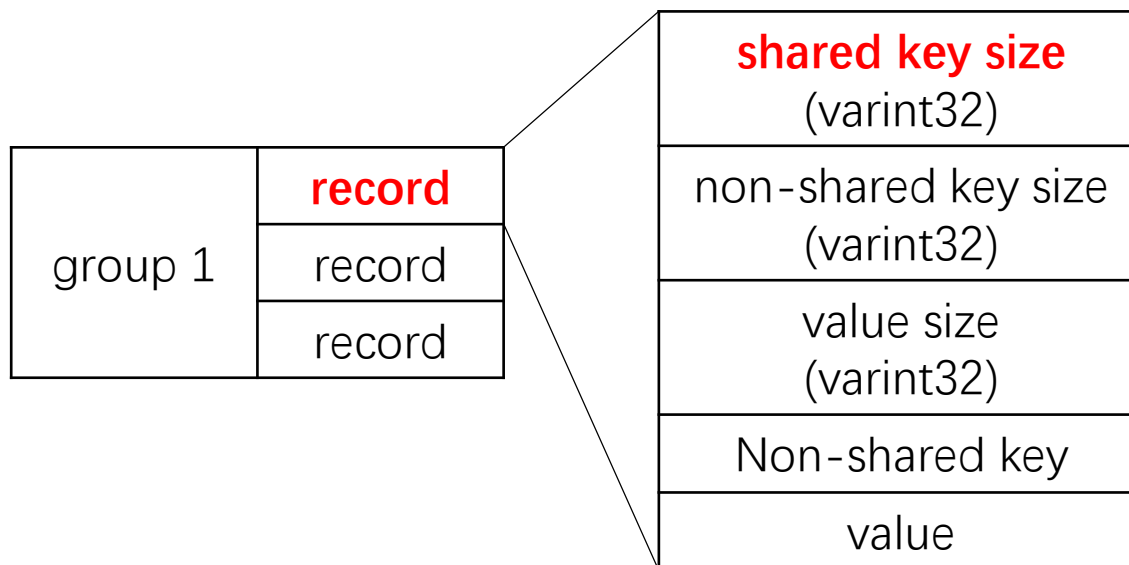 group 1
record
record
record
shared key size
(varint32)
non-shared key size
(varint32)
value size
(varint32)
Non-shared key
value